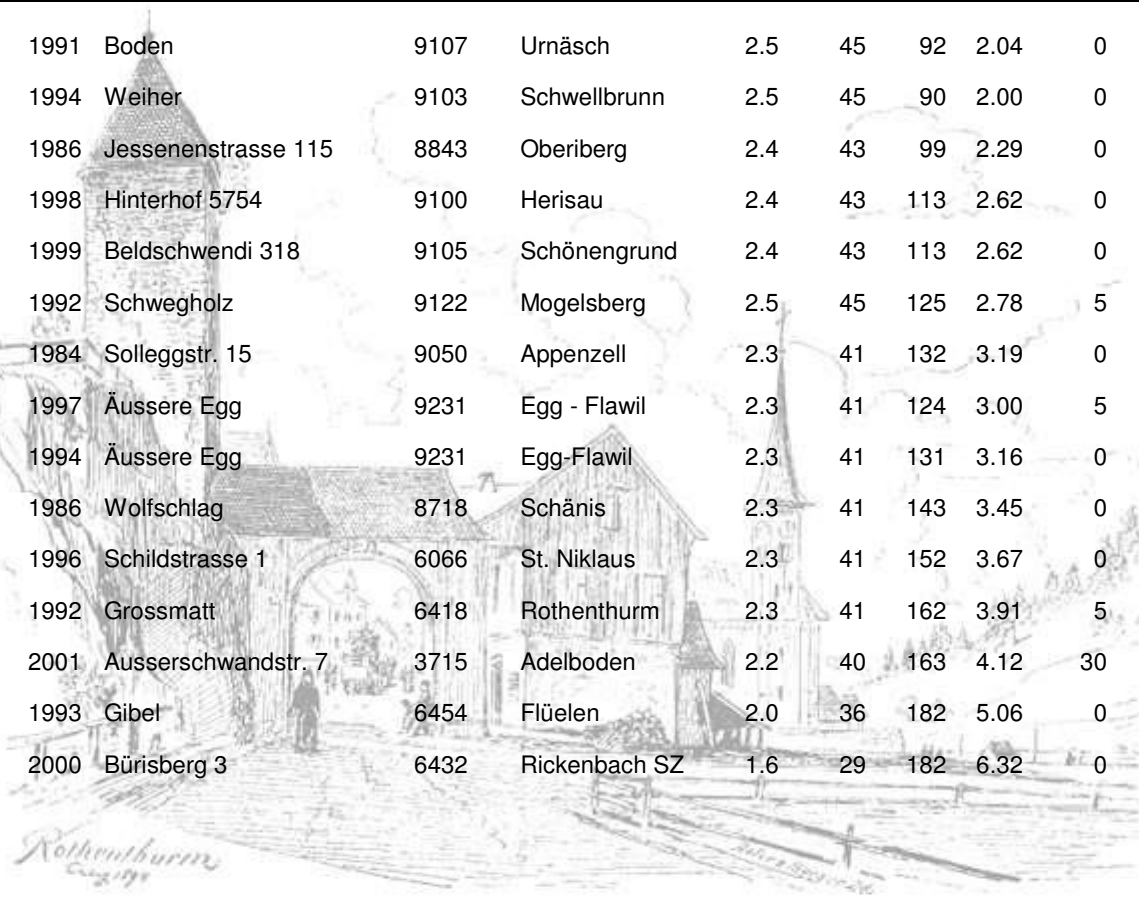 1991 Boden 9107 Urnäsch 2.5 45 92 2.04 0
1994 Weiher 9103 Schwellbrunn 2.5 45 90 2.00 0
1986 Jessenenstrasse 115 8843 Oberiberg 2.4 43 99 2.29 0
1998 Hinterhof 5754 9100 Herisau 2.4 43 113 2.62 0
1999 Beldschwendi 318 9105 Schönengrund 2.4 43 113 2.62 0
1992 Schwegholz 9122 Mogelsberg 2.5 45 125 2.78 5
1984 Solleggstr. 15 9050 Appenzell 2.3 41 132 3.19 0
1997 Äussere Egg 9231 Egg - Flawil 2.3 41 124 3.00 5
1994 Äussere Egg 9231 Egg-Flawil 2.3 41 131 3.16 0
1986 Wolfschlag 8718 Schänis 2.3 41 143 3.45 0
1996 Schildstrasse 1 6066 St. Niklaus 2.3 41 152 3.67 0
1992 Grossmatt 6418 Rothenthurm 2.3 41 162 3.91 5
2001 Ausserschwandstr. 7 3715 Adelboden 2.2 40 163 4.12 30
1993 Gibel 6454 Flüelen 2.0 36 182 5.06 0
2000 Bürisberg 3 6432 Rickenbach SZ 1.6 29 182 6.32 0
Rothenthurm